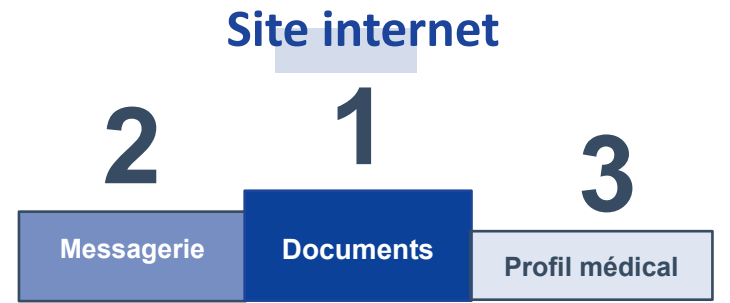 Site internet
2
1
3
Messagerie
Documents
Profil médical